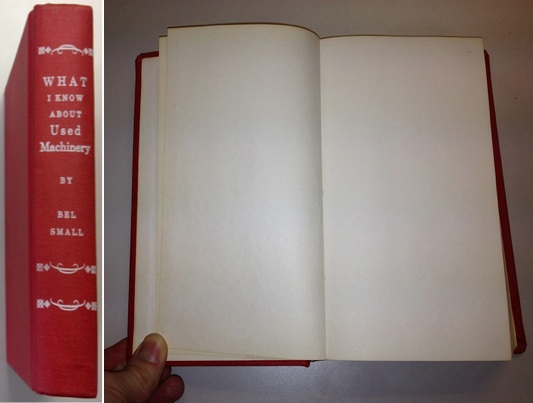 WHAT
I KNOW
ABOUT
Used
Machinery
BY
BEL
SMALL